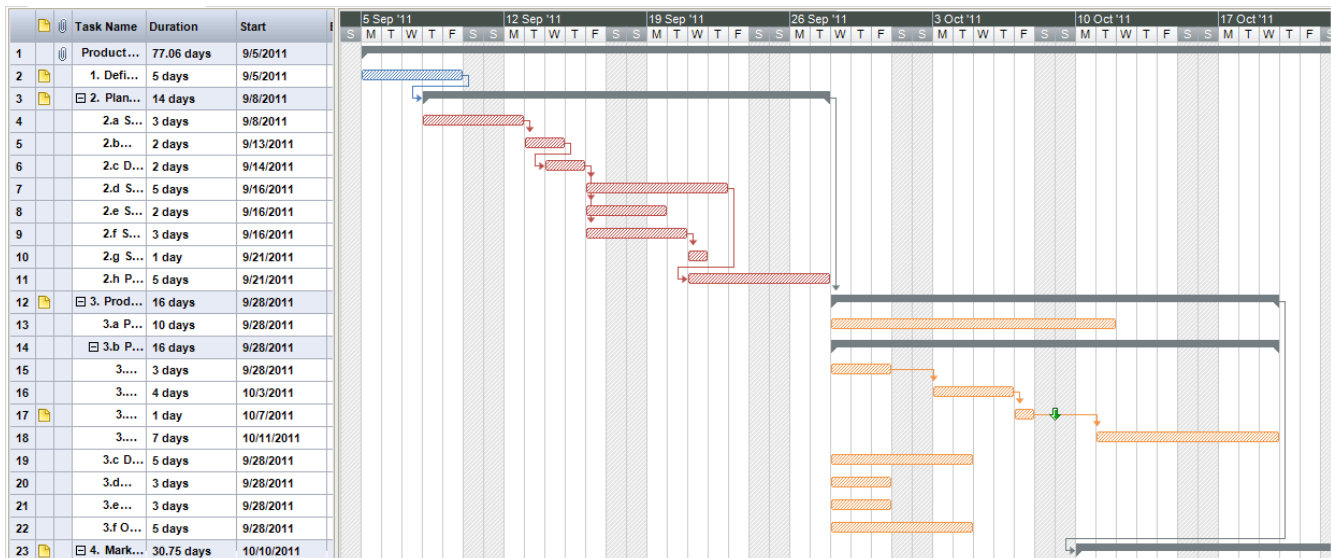 Task Name Duration Start 5 Sep '11 12 Sep '11 19 Sep '11 26 Sep '11 3 Oct '11 10 Oct '11 17 Oct '11
S M T W T F S S M T W T F S S M T W T F S S M T W T F S S M T W T F S S M T W T F S S M T W T F S
1 Product... 77.06 days 9/5/2011
2 1. Defi... 5 days 9/5/2011
3 2. Plan... 14 days 9/8/2011
4 2.a S... 3 days 9/8/2011
5 2.b... 2 days 9/13/2011
6 2.c D... 2 days 9/14/2011
7 2.d S... 5 days 9/16/2011
8 2.e S... 2 days 9/16/2011
9 2.f S... 3 days 9/16/2011
10 2.g S... 1 day 9/21/2011
11 2.h P... 5 days 9/21/2011
12 3. Prod... 16 days 9/28/2011
13 3.a P... 10 days 9/28/2011
14 3.b P... 16 days 9/28/2011
15 3.... 3 days 9/28/2011
16 3.... 4 days 10/3/2011
17 3.... 1 day 10/7/2011
18 3.... 7 days 10/11/2011
19 3.c D... 5 days 9/28/2011
20 3.d... 3 days 9/28/2011
21 3.e... 3 days 9/28/2011
22 3.f O... 5 days 9/28/2011
23 4. Mark... 30.75 days 10/10/2011